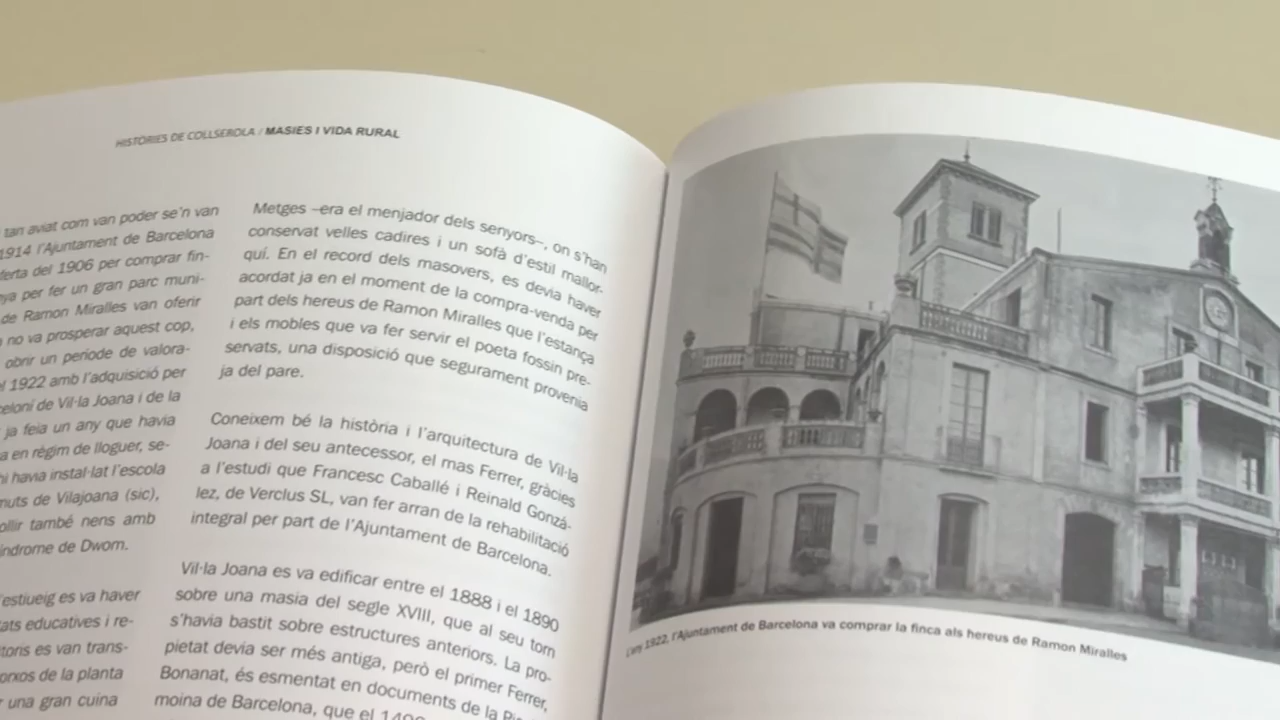 HISTÒRIES DE COLLSEROLA / MASIES I VIDA RURAL
tan aviat com van poder se'n van
1914 l'Ajuntament de Barcelona
ferta del 1906 per comprar fin-
nya per fer un gran parc muni-
de Ramon Miralles van oferir
no va prosperar aquest cop,
obrir un període de valora-
el 1922 amb l'adquisició per
celoní de Vil·la Joana i de la
ja feia un any que havia
a en règim de lloguer, se-
hi havia instal·lat l'escola
muts de Vilajoana (sic),
ollir també nens amb
síndrome de Dwom.
'estiueig es va haver
tats educatives i re-
toris es van trans-
porxos de la planta
r una gran cuina
Metges –era el menjador dels senyors–, on s'han
conservat velles cadires i un sofà d'estil mallor-
quí. En el record dels masovers, es devia haver
acordat ja en el moment de la compra-venda per
part dels hereus de Ramon Miralles que l'estança
i els mobles que va fer servir el poeta fossin pre-
servats, una disposició que segurament provenia
ja del pare.
Coneixem bé la història i l'arquitectura de Vil·la
Joana i del seu antecessor, el mas Ferrer, gràcies
a l'estudi que Francesc Caballé i Reinald Gonzá-
lez, de Verclus SL, van fer arran de la rehabilitació
integral per part de l'Ajuntament de Barcelona.
Vil·la Joana es va edificar entre el 1888 i el 1890
sobre una masia del segle XVIII, que al seu torn
s'havia bastit sobre estructures anteriors. La pro-
pietat devia ser més antiga, però el primer Ferrer,
Bonanat, és esmentat en documents de la Pia
moina de Barcelona, que el
L'any 1922, l'Ajuntament de Barcelona va comprar la finca als hereus de Ramon Miralles